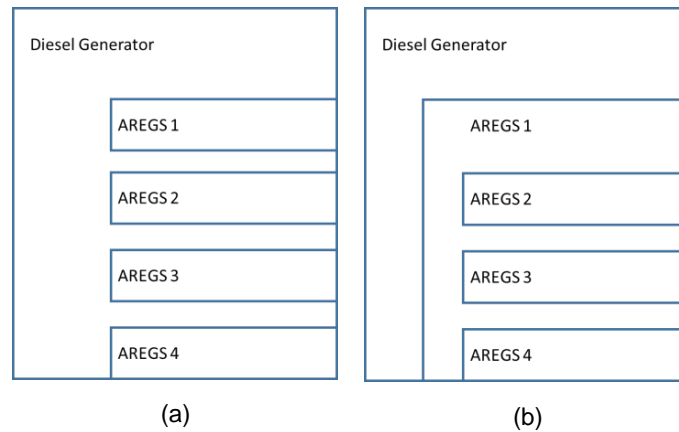 Diesel Generator
AREGS 1
AREGS 2
AREGS 3
AREGS 4
(a)
Diesel Generator
AREGS 1
AREGS 2
AREGS 3
AREGS 4
(b)